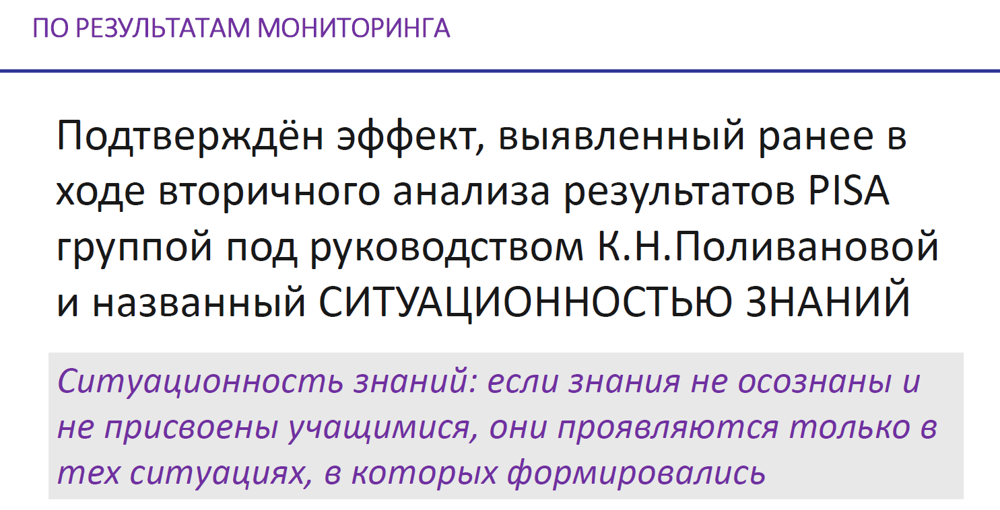 ПО РЕЗУЛЬТАТАМ МОНИТОРИНГА
Подтверждён эффект, выявленный ранее в
ходе вторичного анализа результатов PISA
группой под руководством К.Н.Поливановой
и названный СИТУАЦИОННОСТЬЮ ЗНАНИЙ
Ситуационность знаний: если знания не осознаны и
не присвоены учащимися, они проявляются только в
тех ситуациях, в которых формировались